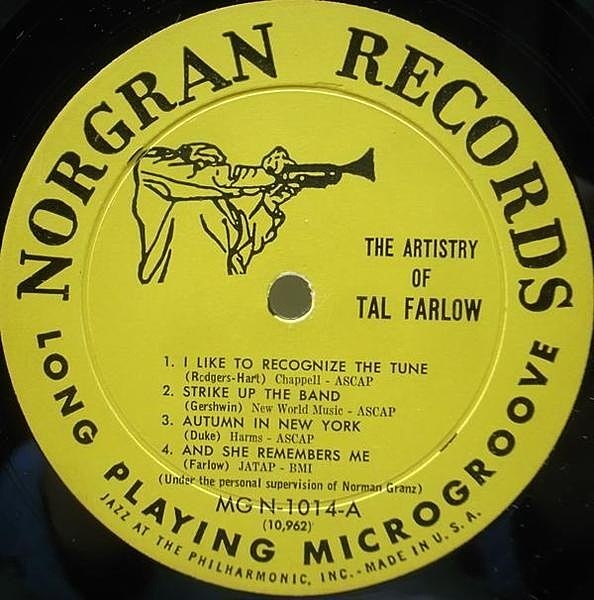 NORGRAN RECORDS
THE ARTISTRY
OF
TAL FARLOW
1. I LIKE TO RECOGNIZE THE TUNE
(Rodgers-Hart) Chappell - ASCAP
2. STRIKE UP THE BAND
(Gershwin) New World Music - ASCAP
3. AUTUMN IN NEW YORK
(Duke) Harms - ASCAP
4. AND SHE REMEMBERS ME
(Farlow) JATAP - BMI
(Under the personal supervision of Norman Granz)
MG N-1014-A
(10,962)
LONG PLAYING MICROGROOVE
JAZZ AT THE PHILHARMONIC, INC. - MADE IN U.S.A.